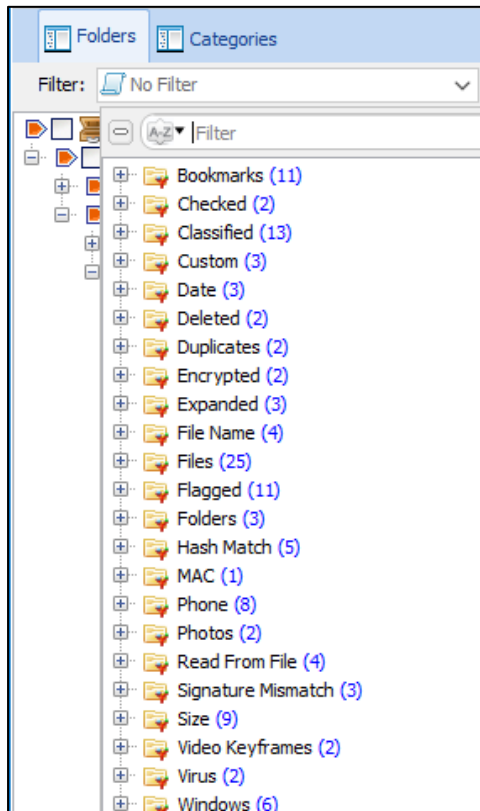 Folders Categories
Filter: No Filter
A-Z Filter
Bookmarks (11)
Checked (2)
Classified (13)
Custom (3)
Date (3)
Deleted (2)
Duplicates (2)
Encrypted (2)
Expanded (3)
File Name (4)
Files (25)
Flagged (11)
Folders (3)
Hash Match (5)
MAC (1)
Phone (8)
Photos (2)
Read From File (4)
Signature Mismatch (3)
Size (9)
Video Keyframes (2)
Virus (2)
Windows (6)